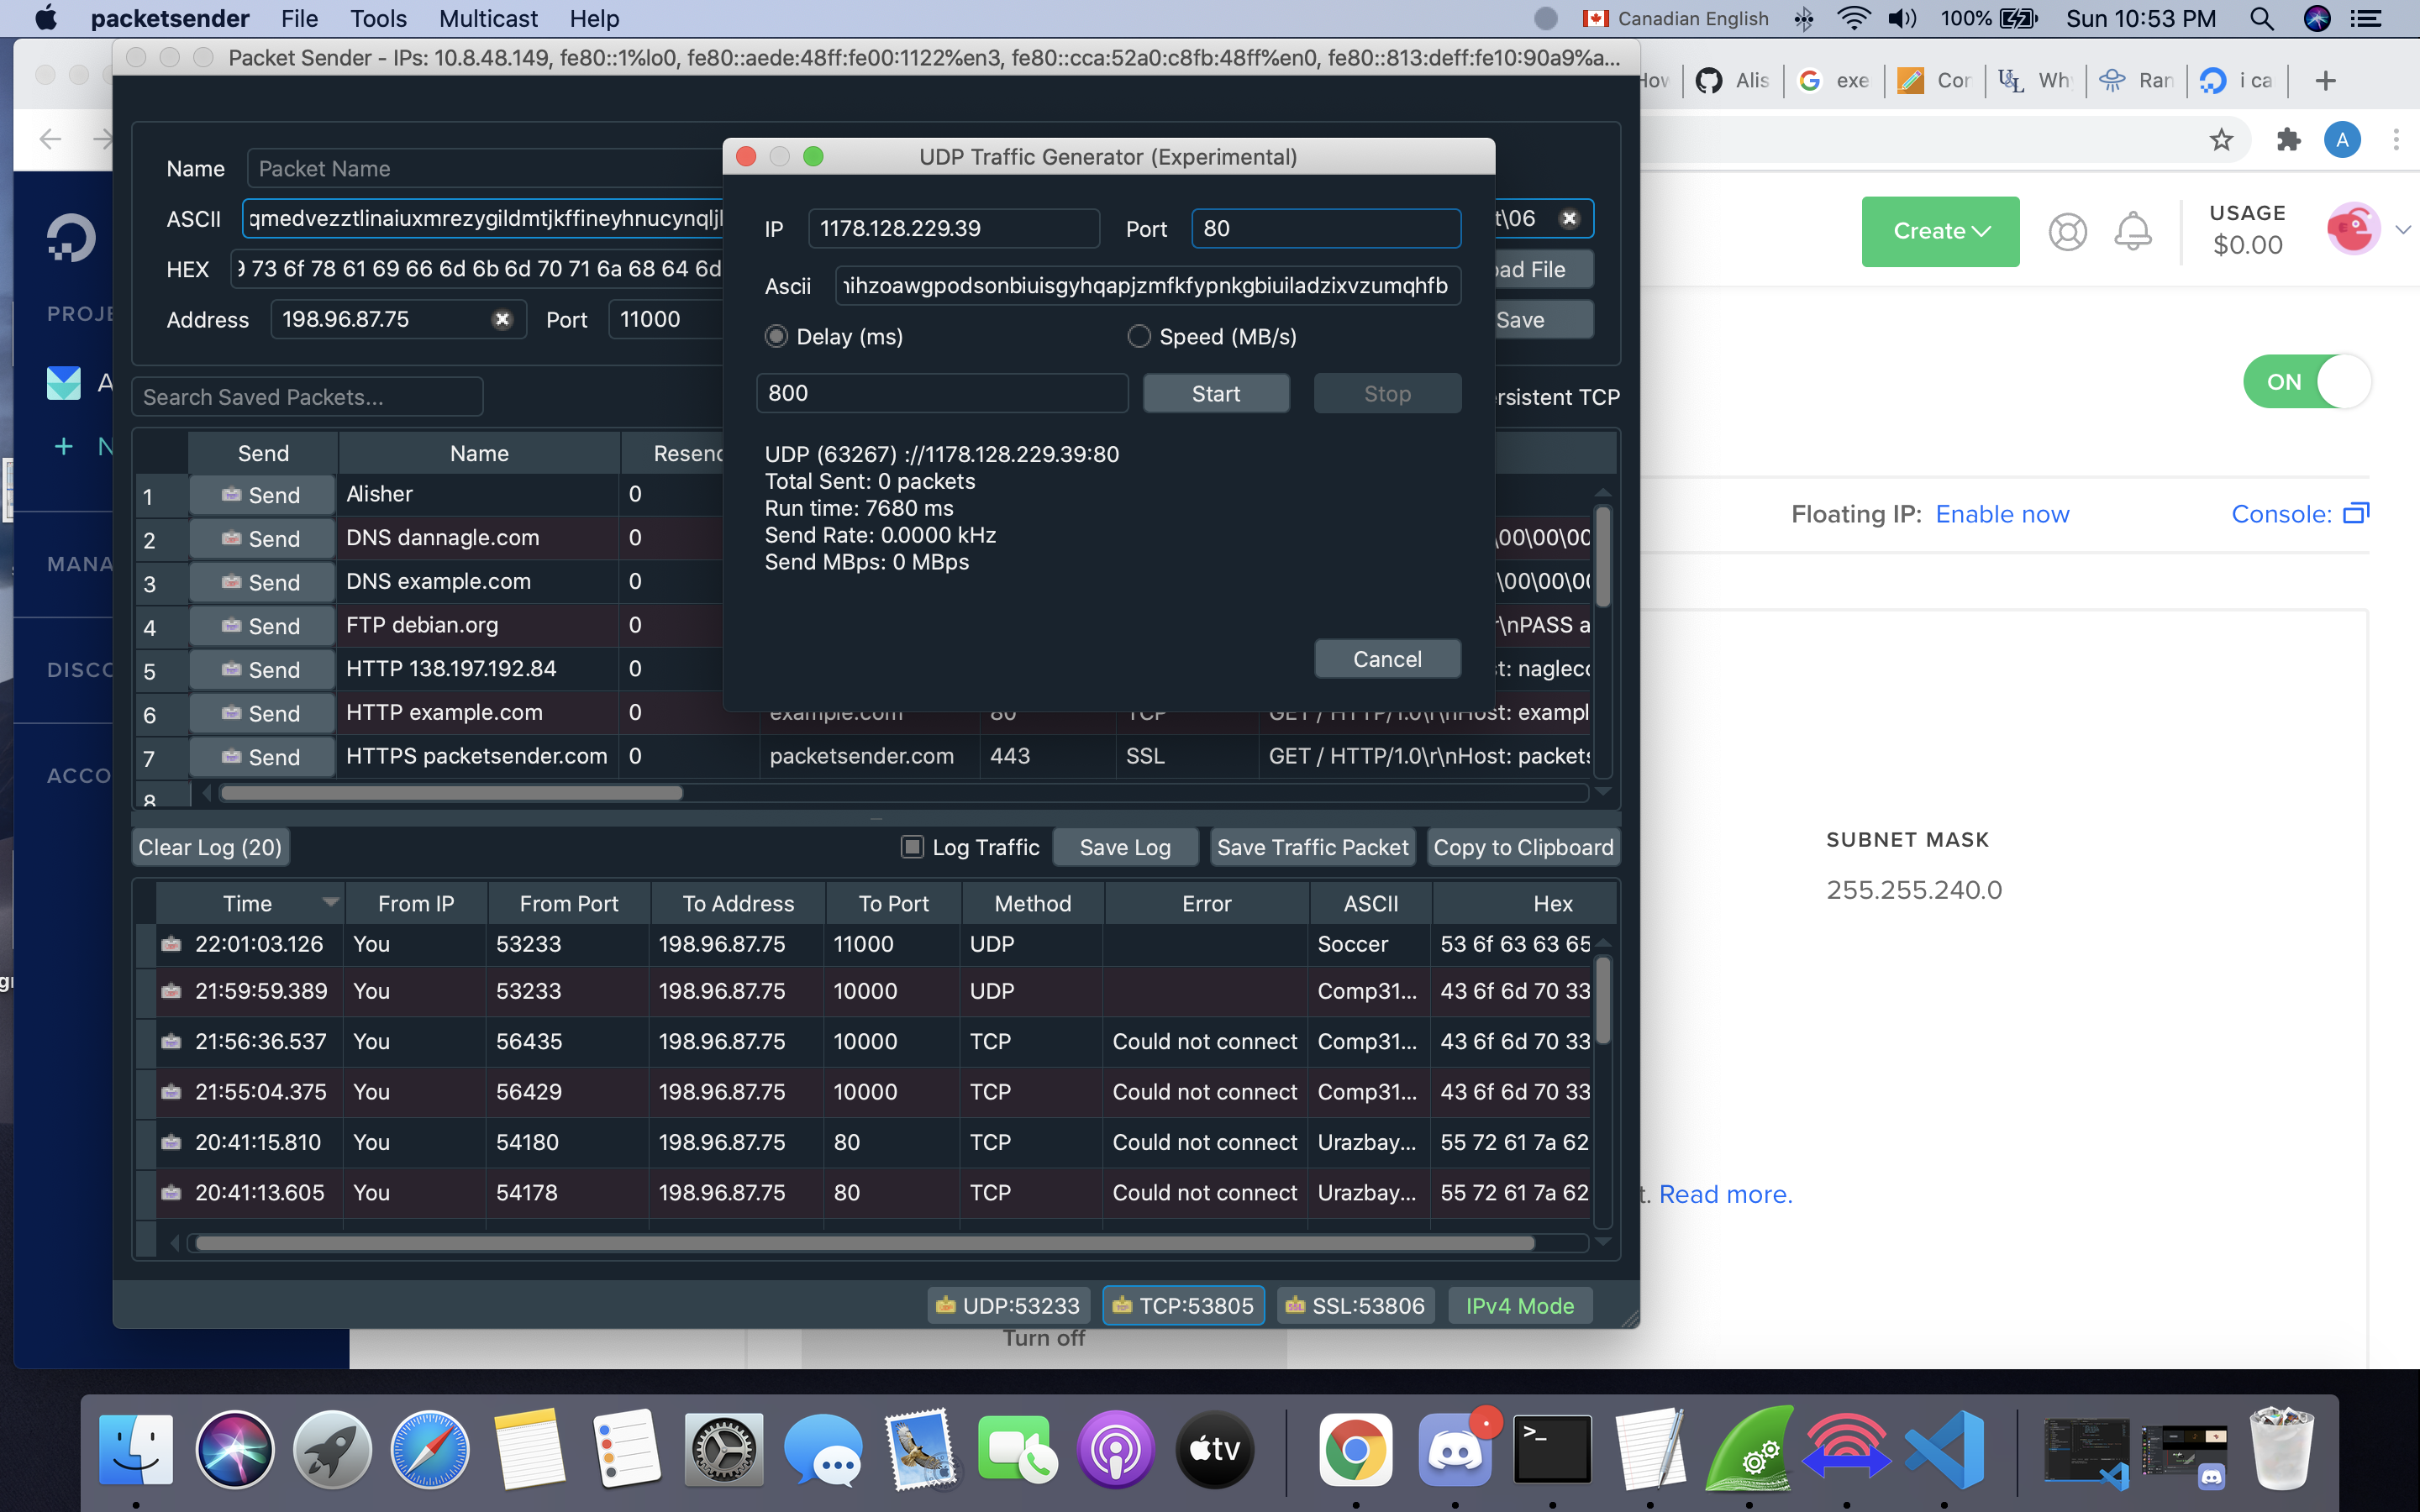 packetsender File Tools Multicast Help Canadian English 100% Sun 10:53 PM
Packet Sender - IPs: 10.8.48.149, fe80::1%lo0, fe80::aede:48ff:fe00:1122%en3, fe80::cca:52a0:c8fb:48ff%en0, fe80::813:deff:fe10:90a9%a...
How Alis exe Cor Wh Ran i ca
UDP Traffic Generator (Experimental)
Name Packet Name
ASCII t\06
HEX 9 73 6f 78 61 69 66 6d 6b 6d 70 71 6a 68 64 6d
Address 198.96.87.75 Port 11000
oad File
Save
IP 1178.128.229.39 Port 80
Ascii nihzoawgpodsonbiuisgyhqapjzmfkfypnkgbiuiladzixvzumqhfb
Delay (ms) Speed (MB/s)
800 Start Stop
UDP (63267) ://1178.128.229.39:80
Total Sent: 0 packets
Run time: 7680 ms
Send Rate: 0.0000 kHz
Send MBps: 0 MBps
Cancel
A
Create USAGE
$0.00
PROJE
A
+ N
MANA
DISCO
ACCO
ON
Floating IP: Enable now Console:
SUBNET MASK
255.255.240.0
t. Read more.
Turn off
Search Saved Packets... rsistent TCP
Send Name Resend
1 Send Alisher 0
2 Send DNS dannagle.com 0 \00\00\00
3 Send DNS example.com 0 \00\00\00
4 Send FTP debian.org 0 r\nPASS a
5 Send HTTP 138.197.192.84 0 st: naglec
6 Send HTTP example.com 0 example.com 80 TCP GET / HTTP/1.0\r\nHost: exampl
7 Send HTTPS packetsender.com 0 packetsender.com 443 SSL GET / HTTP/1.0\r\nHost: packets
8
Clear Log (20) Log Traffic Save Log Save Traffic Packet Copy to Clipboard
Time From IP From Port To Address To Port Method Error ASCII Hex
22:01:03.126 You 53233 198.96.87.75 11000 UDP Soccer 53 6f 63 63 65
21:59:59.389 You 53233 198.96.87.75 10000 UDP Comp31... 43 6f 6d 70 33
21:56:36.537 You 56435 198.96.87.75 10000 TCP Could not connect Comp31... 43 6f 6d 70 33
21:55:04.375 You 56429 198.96.87.75 10000 TCP Could not connect Comp31... 43 6f 6d 70 33
20:41:15.810 You 54180 198.96.87.75 80 TCP Could not connect Urazbay... 55 72 61 7a 62
20:41:13.605 You 54178 198.96.87.75 80 TCP Could not connect Urazbay... 55 72 61 7a 62
UDP:53233 TCP:53805 SSL:53806 IPv4 Mode
tv